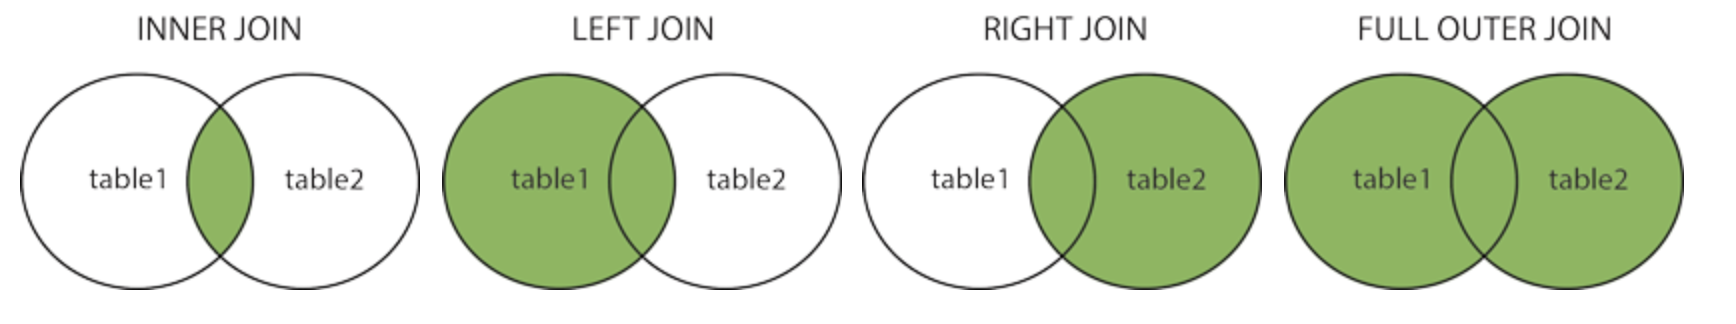 INNER JOIN
table1
table2
LEFT JOIN
table1
table2
RIGHT JOIN
table1
table2
FULL OUTER JOIN
table1
table2